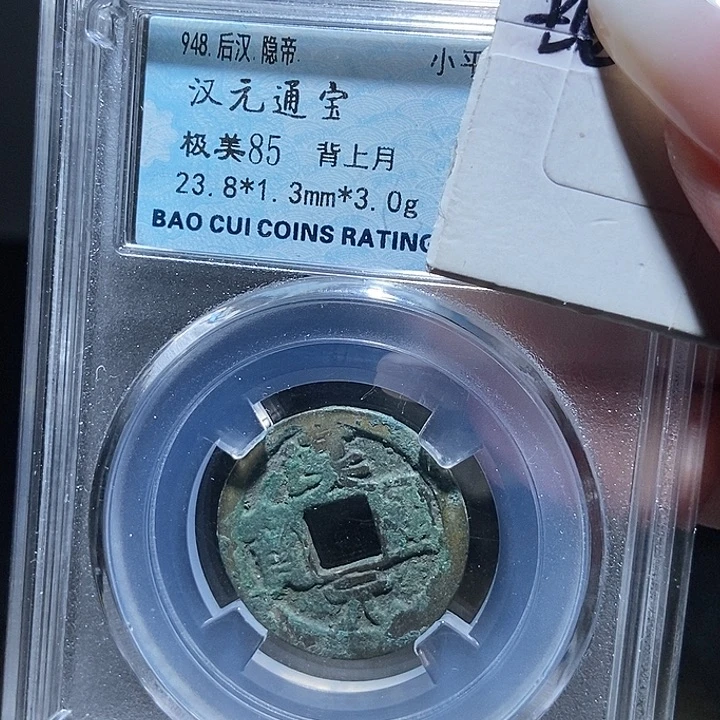 948.后汉.隐帝. 小平
汉元通宝
极美85 背上月
23.8*1.3mm*3.0g
BAO CUI COINS RATING